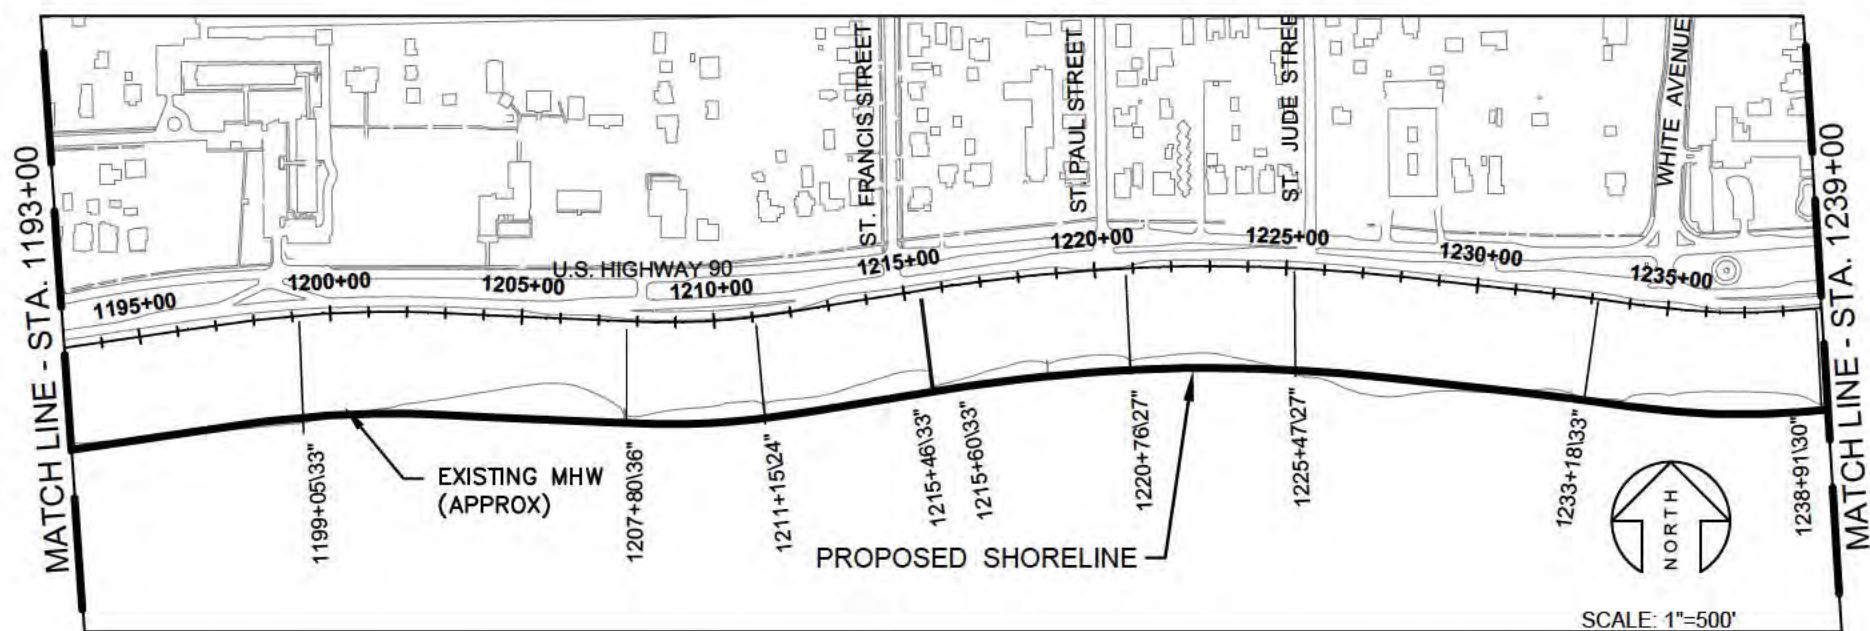 MATCH LINE - STA. 1193+00
ST. FRANCIS STREET
ST. PAUL STREET
ST. JUDE STREE
WHITE AVENUE
MATCH LINE - STA. 1239+00
1195+00
1200+00
1205+00
U.S. HIGHWAY 90
1210+00
1215+00
1220+00
1225+00
1230+00
1235+00
1199+05\33"
EXISTING MHW
(APPROX)
1207+80\36"
1211+15\24"
1215+46\33"
1215+60\33"
1220+76\27"
1225+47\27"
1233+18\33"
1238+91\30"
PROPOSED SHORELINE
NORTH
SCALE: 1"=500'